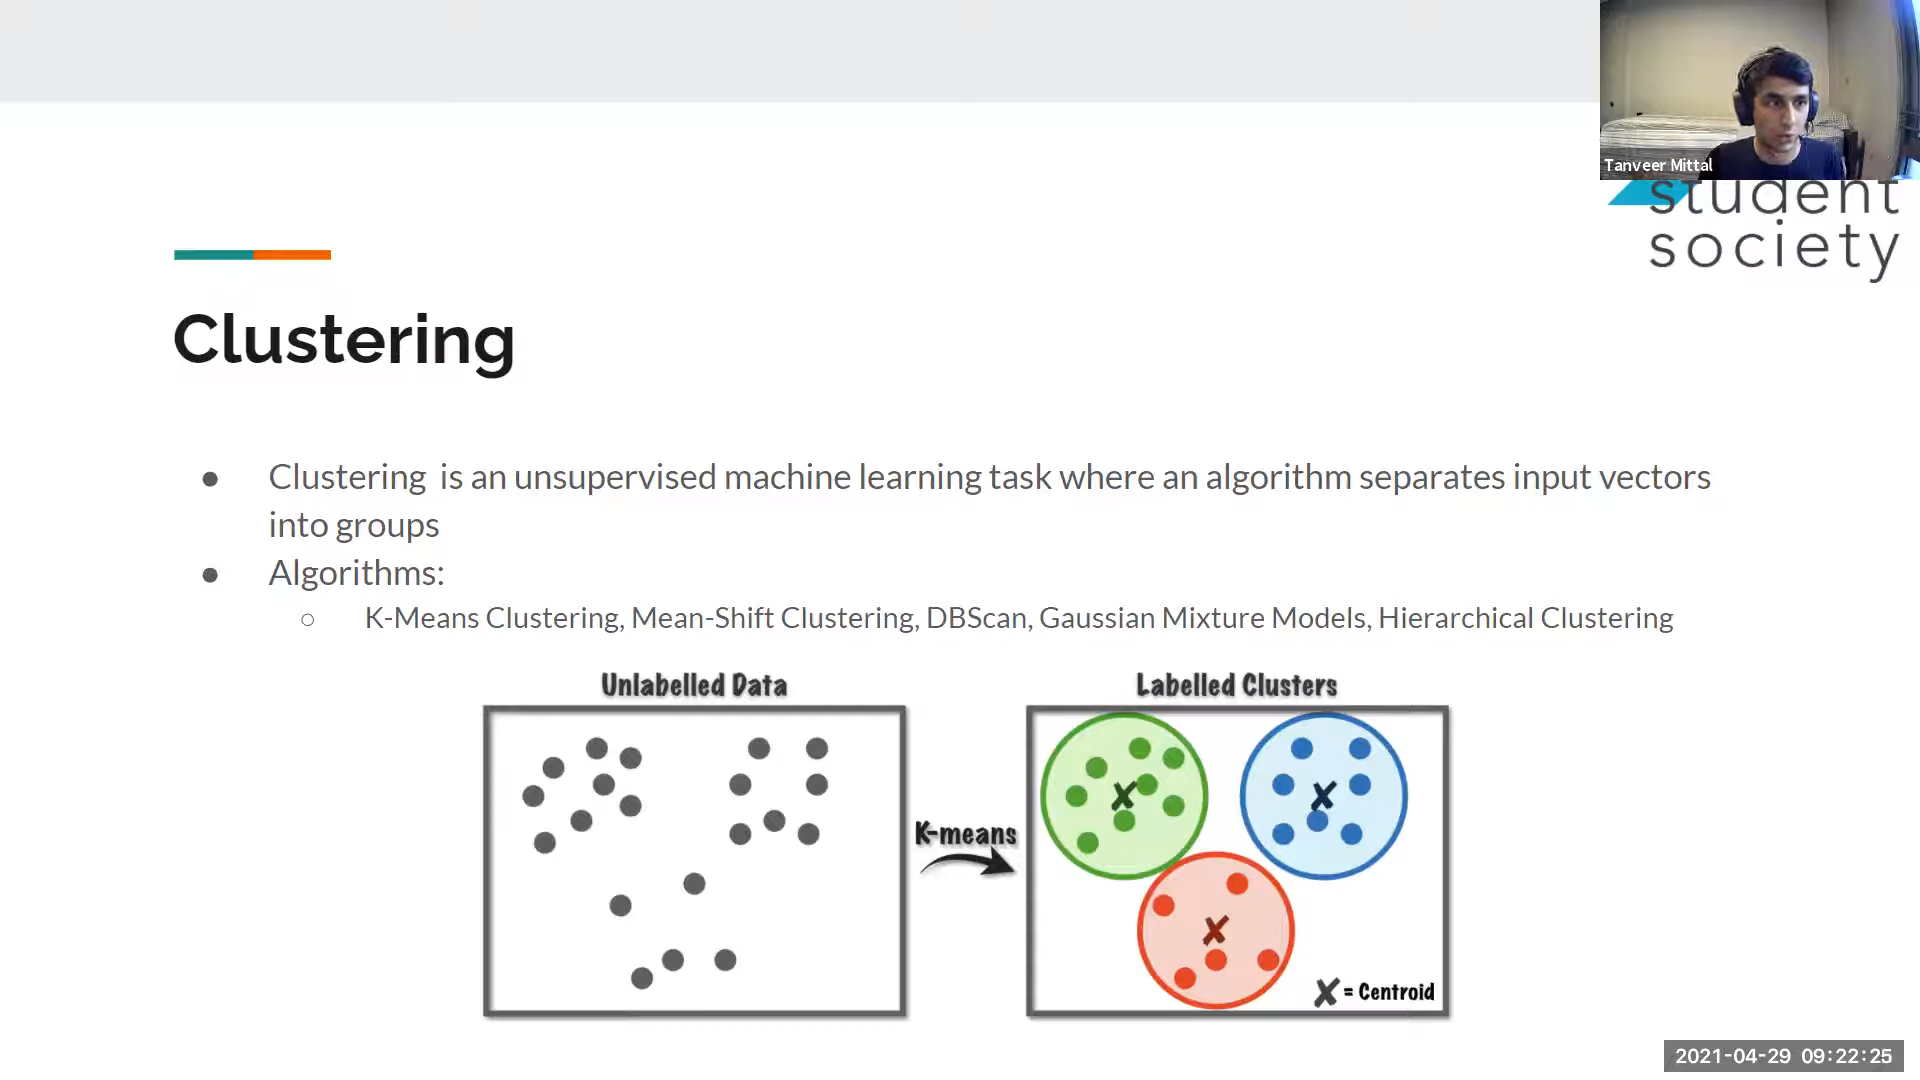 Tanveer Mittal
student
society
Clustering
● Clustering is an unsupervised machine learning task where an algorithm separates input vectors
into groups
● Algorithms:
○ K-Means Clustering, Mean-Shift Clustering, DBScan, Gaussian Mixture Models, Hierarchical Clustering
Unlabelled Data
Labelled Clusters
K-means
X = Centroid
2021-04-29 09:22:25